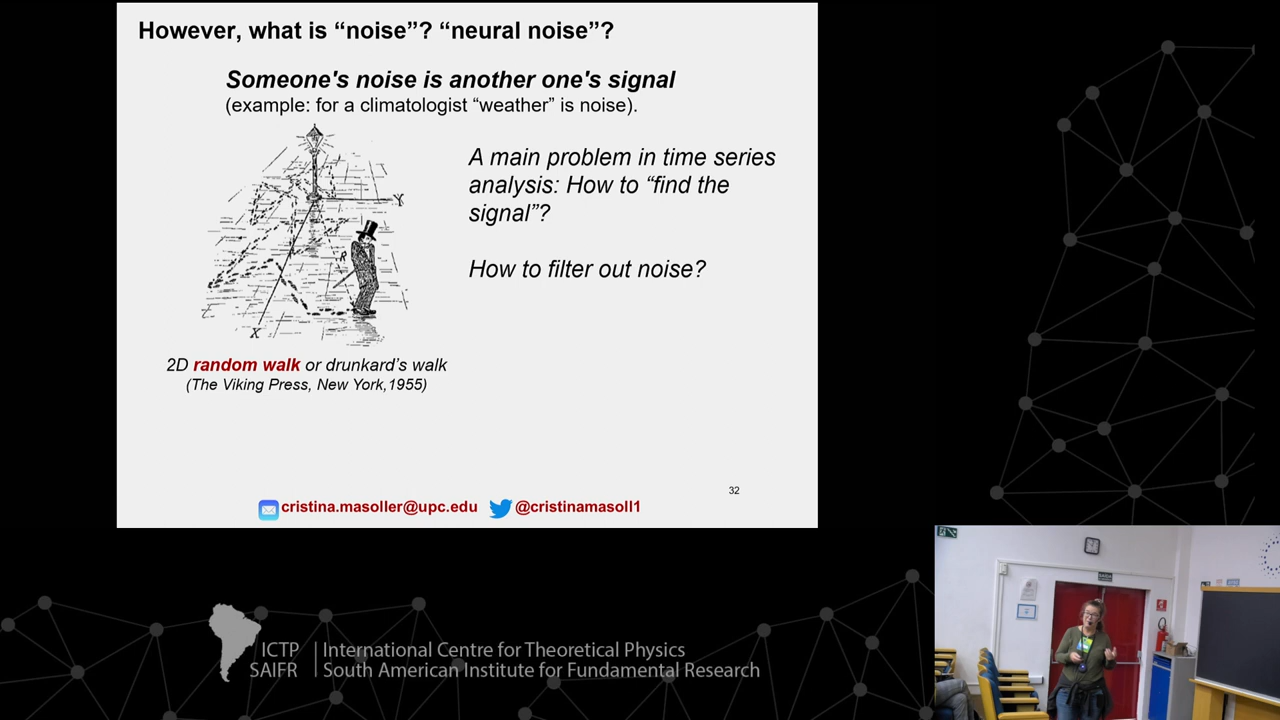 However, what is “noise”? “neural noise”?
Someone's noise is another one's signal
(example: for a climatologist “weather” is noise).
A main problem in time series
analysis: How to “find the
signal”?
How to filter out noise?
Y
R
X
2D random walk or drunkard’s walk
(The Viking Press, New York,1955)
32
cristina.masoller@upc.edu @cristinamasoll1
ICTP
SAIFR
International Centre for Theoretical Physics
South American Institute for Fundamental Research